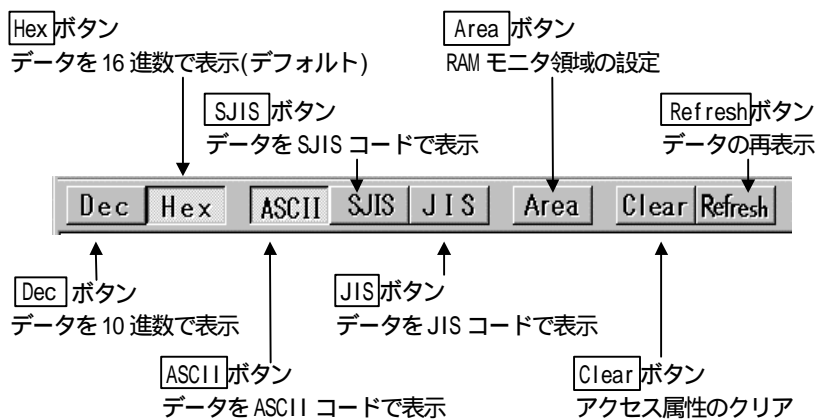 Hexボタン
データを16進数で表示(デフォルト)
Areaボタン
RAMモニタ領域の設定
SJISボタン
データをSJISコードで表示
Refreshボタン
データの再表示
Dec Hex ASCII SJIS JIS Area Clear Refresh
Decボタン
データを10進数で表示
JISボタン
データをJISコードで表示
ASCIIボタン
データをASCIIコードで表示
Clearボタン
アクセス属性のクリア